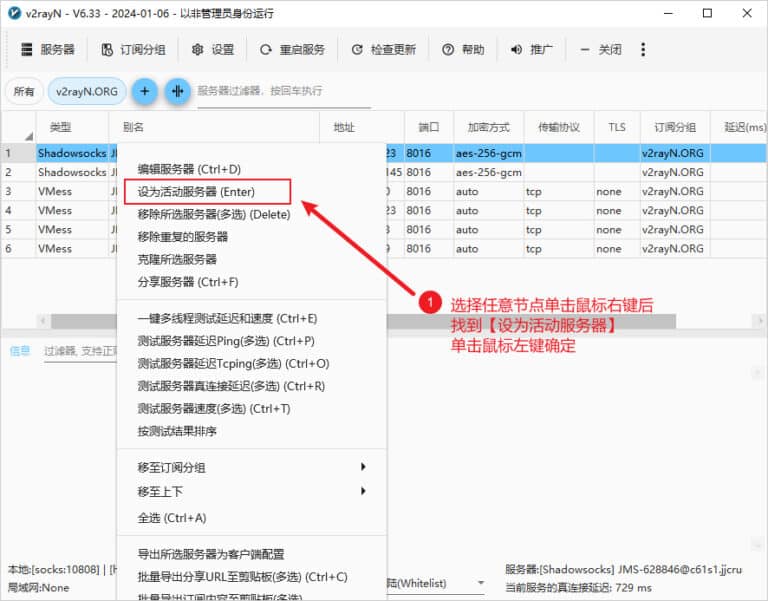 v2rayN - V6.33 - 2024-01-06 - 以非管理员身份运行
服务器 订阅分组 设置 重启服务 检查更新 帮助 推广 关闭
所有 v2rayN.ORG 服务器过滤器，按回车执行
类型 别名 地址 端口 加密方式 传输协议 TLS 订阅分组 延迟(ms)
1 Shadowsocks 23 8016 aes-256-gcm v2rayN.ORG
2 Shadowsocks 145 8016 aes-256-gcm v2rayN.ORG
3 VMess 0 8016 auto tcp none v2rayN.ORG
4 VMess 23 8016 auto tcp none v2rayN.ORG
5 VMess 8016 auto tcp none v2rayN.ORG
6 VMess 8016 auto tcp none v2rayN.ORG
编辑服务器 (Ctrl+D)
设为活动服务器 (Enter)
移除所选服务器(多选) (Delete)
移除重复的服务器
克隆所选服务器
分享服务器 (Ctrl+F)
一键多线程测试延迟和速度 (Ctrl+E)
测试服务器延迟Ping(多选) (Ctrl+P)
测试服务器延迟Tcping(多选) (Ctrl+O)
测试服务器真连接延迟(多选) (Ctrl+R)
测试服务器速度(多选) (Ctrl+T)
按测试结果排序
移至订阅分组
移至上下
全选 (Ctrl+A)
导出所选服务器为客户端配置
批量导出分享URL至剪贴板(多选) (Ctrl+C)
批量导出订阅内容至剪贴板(多选)
1 选择任意节点单击鼠标右键后
找到【设为活动服务器】
单击鼠标左键确定
信息 过滤器, 支持正则
本地:[socks:10808] | [h
局域网:None
陆(Whitelist)
服务器:[Shadowsocks] JMS-628846@c61s1.jjcru
当前服务的真连接延迟: 729 ms